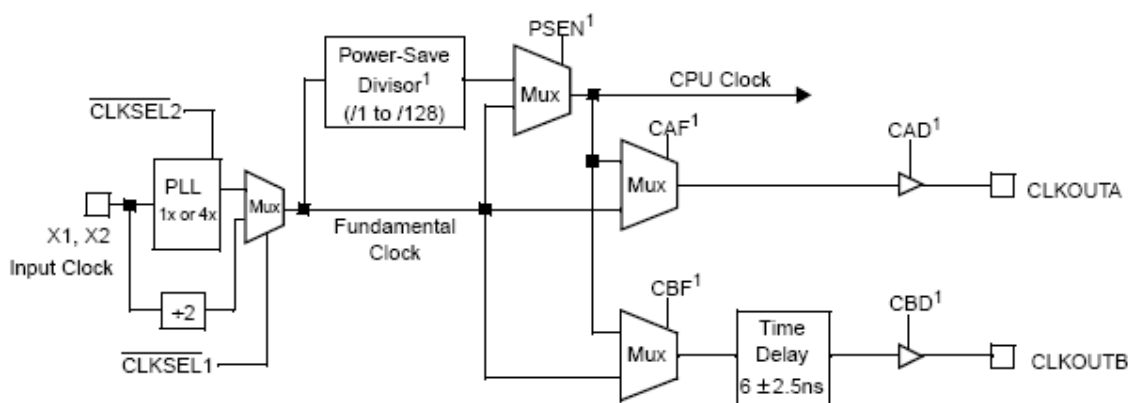 PSEN¹
Power-Save
Divisor¹
(/1 to /128)
Mux
CPU Clock
CLKSEL2
CAF¹
CAD¹
PLL
1x or 4x
Mux
Mux
CLKOUTA
X1, X2
Input Clock
Fundamental
Clock
÷2
CBF¹
CBD¹
CLKSEL1
Mux
Time
Delay
6 ±2.5ns
CLKOUTB